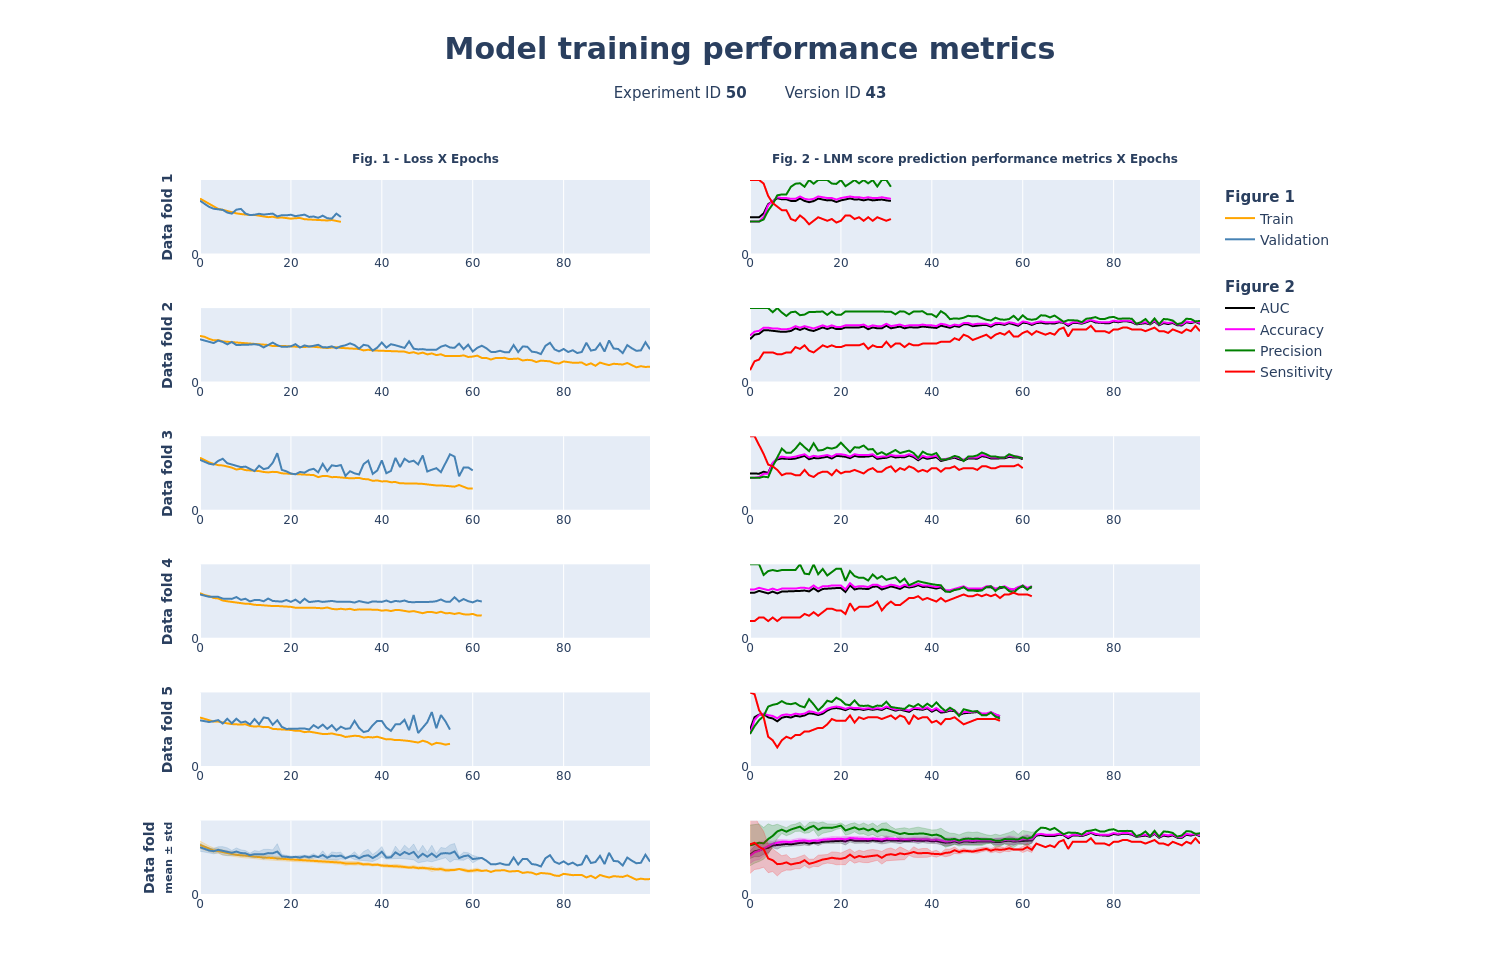 Model training performance metrics
Experiment ID 50 Version ID 43
Fig. 1 - Loss X Epochs
Fig. 2 - LNM score prediction performance metrics X Epochs
Data fold 1
0
0 20 40 60 80
0
0 20 40 60 80
Figure 1
Train
Validation
Figure 2
AUC
Accuracy
Precision
Sensitivity
Data fold 2
0
0 20 40 60 80
0
0 20 40 60 80
Data fold 3
0
0 20 40 60 80
0
0 20 40 60 80
Data fold 4
0
0 20 40 60 80
0
0 20 40 60 80
Data fold 5
0
0 20 40 60 80
0
0 20 40 60 80
Data fold
mean ± std
0
0 20 40 60 80
0
0 20 40 60 80